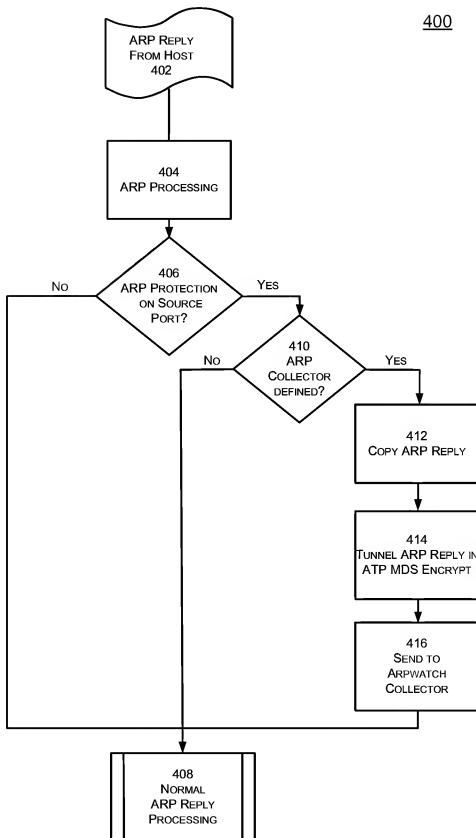 400
ARP REPLY
FROM HOST
402
404
ARP PROCESSING
406
ARP PROTECTION
ON SOURCE
PORT?
NO
YES
410
ARP
COLLECTOR
DEFINED?
NO
YES
412
COPY ARP REPLY
414
TUNNEL ARP REPLY IN
ATP MDS ENCRYPT
416
SEND TO
ARPWATCH
COLLECTOR
408
NORMAL
ARP REPLY
PROCESSING